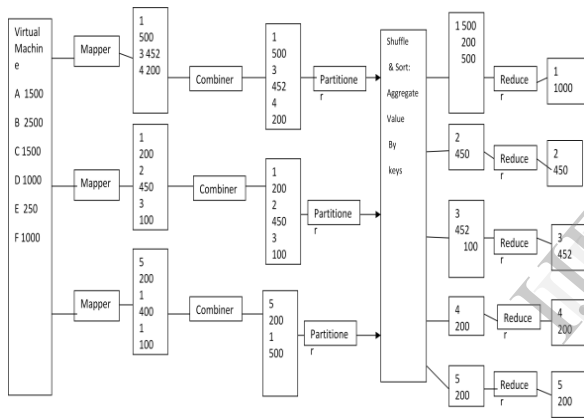 Virtual
Machin
e
A 1500
B 2500
C 1500
D 1000
E 250
F 1000
Mapper
1
500
3 452
4 200
Combiner
1
500
3
452
4
200
Partitione
r
Mapper
1
200
2
450
3
100
Combiner
1
200
2
450
3
100
Partitione
r
Mapper
5
200
1
400
1
100
Combiner
5
200
1
500
Partitione
r
Shuffle
& Sort:
Aggregate
Value
By
keys
1 500
200
500
Reduce
r
1
1000
2
450
Reduce
r
2
450
3
452
100
Reduce
r
3
452
4
200
Reduce
r
4
200
5
200
Reduce
r
5
200